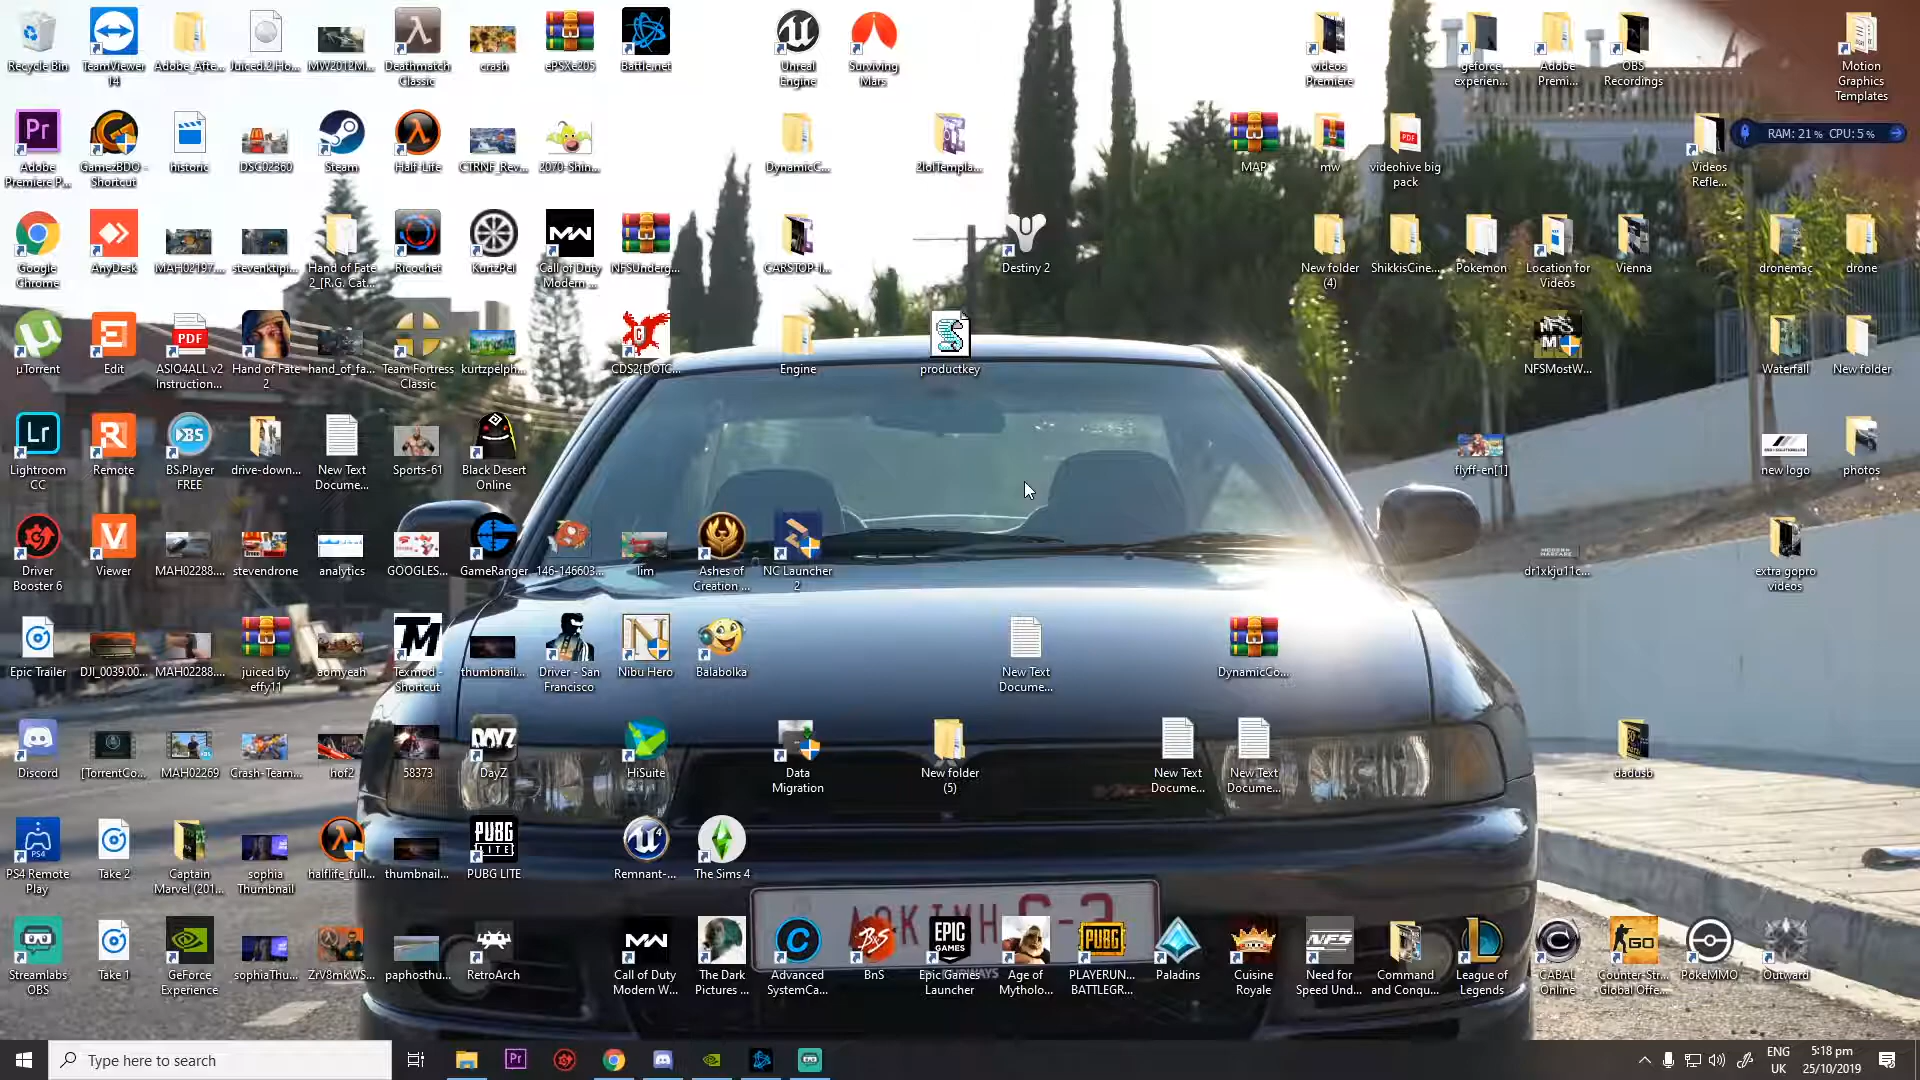 Recycle Bin
TeamViewer
14
Adobe_Afte...
Juiced.2.Ho...
MW2012M...
Deathmatch
Classic
crash
ePSXe205
Battle.net
Unreal
Engine
Surviving
Mars
videos
Premiere
geforce
experien...
Adobe
Premi...
OBS
Recordings
Motion
Graphics
Templates
Adobe
Premiere P...
GamezBDO -
Shortcut
historic
DSC02360
Steam
Half-Life
CTRNF_Rev...
2070-Shin...
DynamicC...
2lolTempla...
MAP
mw
videohive big
pack
Videos
Refle...
RAM: 21 % CPU: 5 %
Google
Chrome
AnyDesk
MAH02197....
stevenktipi...
Hand of Fate
2_[R.G. Cat...
Ricochet
KurtzPel
Call of Duty
Modern ...
NFSUnderg...
CARSTOP-I...
Destiny 2
New folder
(4)
ShikkisCine...
Pokemon
Location for
Videos
Vienna
dronemac
drone
µTorrent
Edit
ASIO4ALL v2
Instruction...
Hand of Fate
2
hand_of_fa...
Team Fortress
Classic
kurtzpelph...
CDS2{DOTC...
Engine
productkey
NFSMostW...
Waterfall
New folder
Lightroom
CC
Remote
BS.Player
FREE
drive-down...
New Text
Docume...
Sports-61
Black Desert
Online
flyff-en[1]
new logo
photos
Driver
Booster 6
Viewer
MAH02288....
stevendrone
analytics
GOOGLES...
GameRanger
146-146603...
Tim
Ashes of
Creation ...
NC Launcher
2
dr1xkju11c...
extra gopro
videos
Epic Trailer
DJI_0039.00...
MAH02288....
juiced by
effy11
aomyeah
Texmod -
Shortcut
thumbnail...
Driver - San
Francisco
Nibu Hero
Balabolka
New Text
Docume...
DynamicCo...
Discord
[TorrentCo...
MAH02269
Crash-Team...
hof2
58373
DayZ
HiSuite
Data
Migration
New folder
(5)
New Text
Docume...
New Text
Docume...
dadusb
PS4 Remote
Play
Take 2
Captain
Marvel (201...
sophia
Thumbnail
halflife_full...
thumbnail...
PUBG LITE
Remnant-...
The Sims 4
Streamlabs
OBS
Take 1
GeForce
Experience
sophiaThu...
ZrV8mkWS...
paphosthu...
RetroArch
Call of Duty
Modern W...
The Dark
Pictures ...
Advanced
SystemCa...
BnS
Epic Games
Launcher
Age of
Mytholo...
PLAYERUN...
BATTLEGR...
Paladins
Cuisine
Royale
Need for
Speed Und...
Command
and Conqu...
League of
Legends
CABAL
Online
Counter-Str...
Global Offe...
PokeMMO
Outward
Type here to search
ENG
UK
5:18 pm
25/10/2019